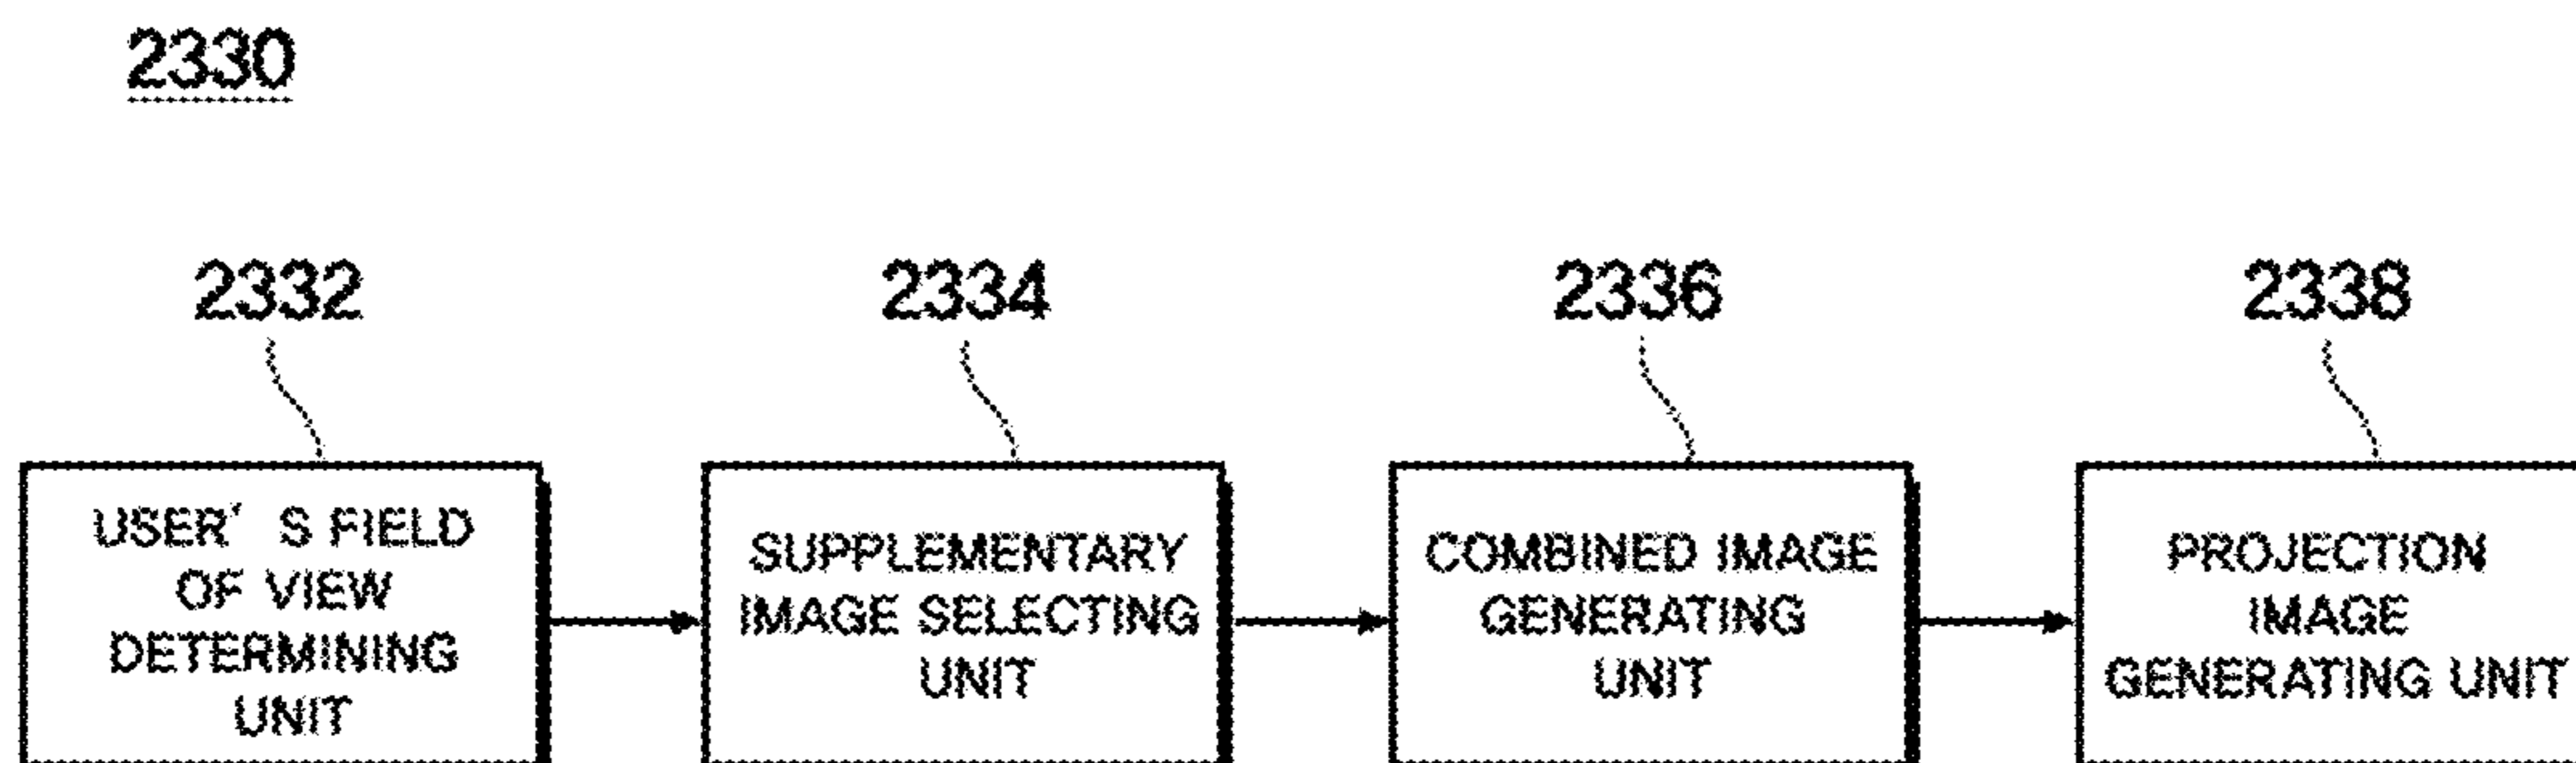 2330
2332
2334
2336
2338
USER' S FIELD
OF VIEW
DETERMINING
UNIT
SUPPLEMENTARY
IMAGE SELECTING
UNIT
COMBINED IMAGE
GENERATING
UNIT
PROJECTION
IMAGE
GENERATING UNIT